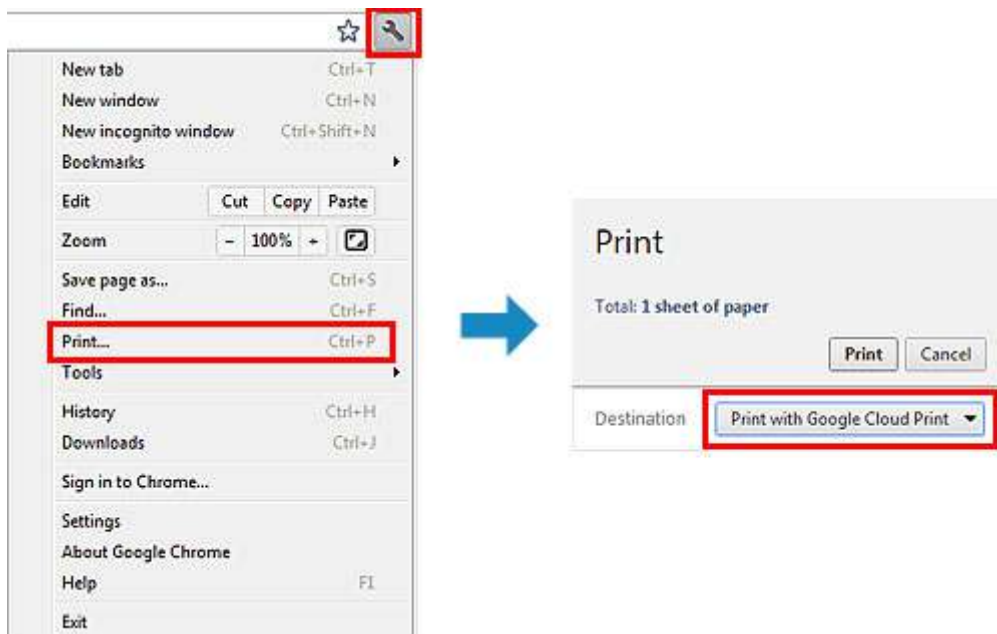 New tab Ctrl+T
New window Ctrl+N
New incognito window Ctrl+Shift+N
Bookmarks
Edit Cut Copy Paste
Zoom - 100% +
Save page as... Ctrl+S
Find... Ctrl+F
Print... Ctrl+P
Tools
History Ctrl+H
Downloads Ctrl+J
Sign in to Chrome...
Settings
About Google Chrome
Help F1
Exit
Print
Total: 1 sheet of paper
Print Cancel
Destination Print with Google Cloud Print